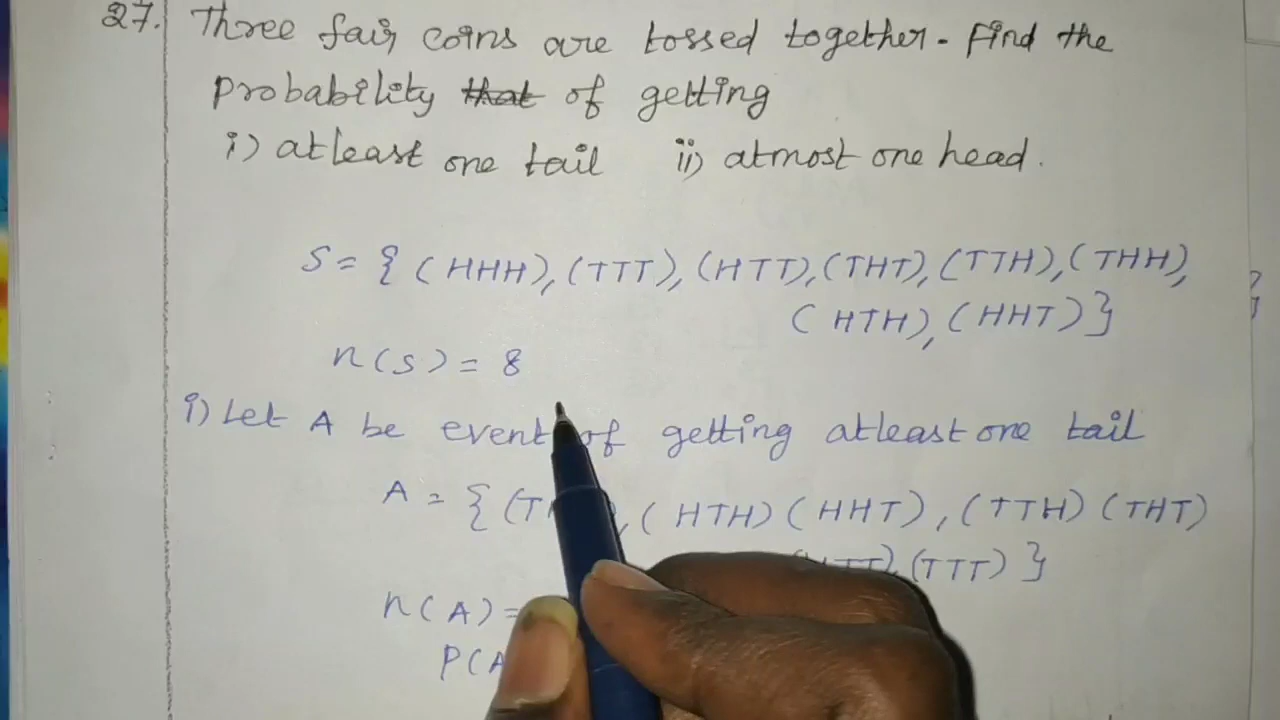 27. Three fair coins are tossed together. Find the
probability that of getting
i) atleast one tail ii) atmost one head.
S = { (HHH), (TTT), (HTT), (THT), (TTH), (THH),
(HTH), (HHT) }
n(S) = 8
i) Let A be event of getting atleast one tail
A = { (T , (HTH) (HHT), (TTH) (THT)
(HTT), (TTT) }
n(A) =
P(A